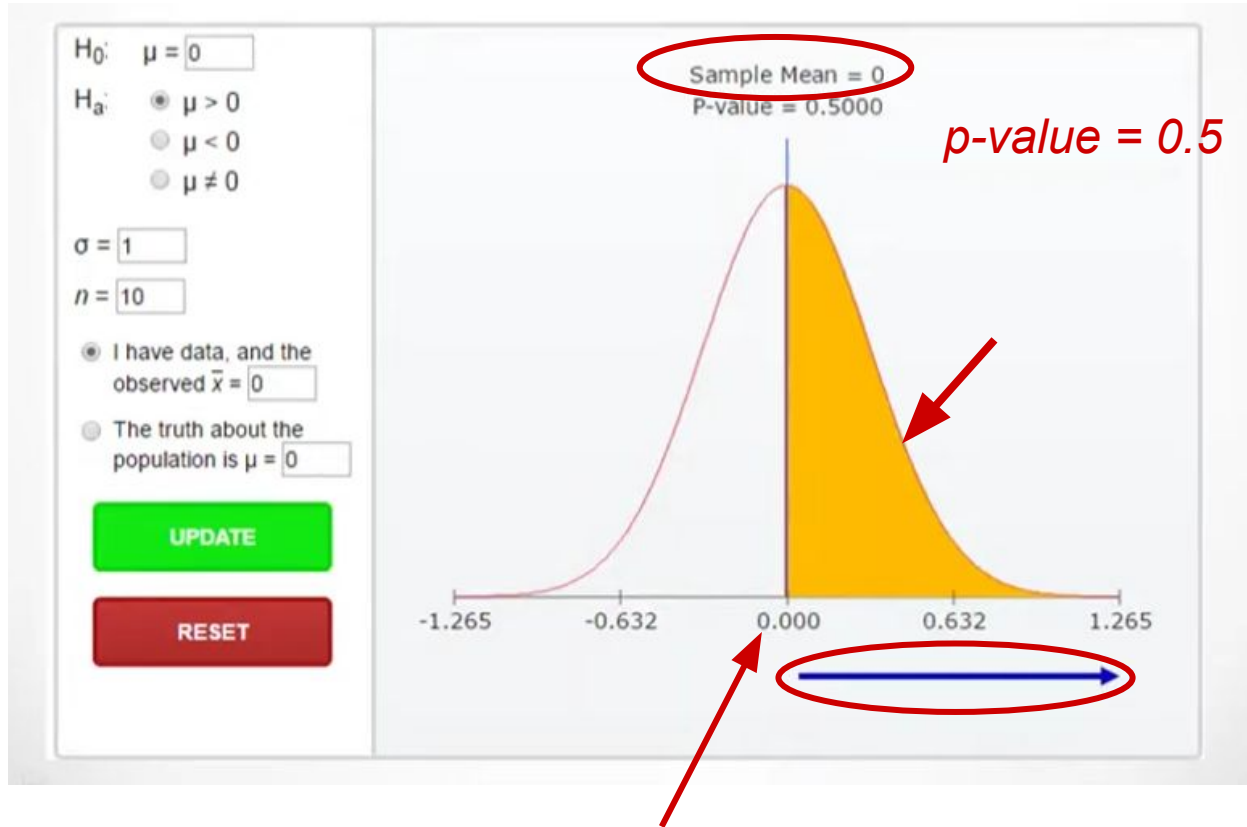 H0: μ = 0
Ha: μ > 0
μ < 0
μ ≠ 0
σ = 1
n = 10
I have data, and the
observed x̅ = 0
The truth about the
population is μ = 0
UPDATE
RESET
Sample Mean = 0
P-value = 0.5000
p-value = 0.5
-1.265 -0.632 0.000 0.632 1.265